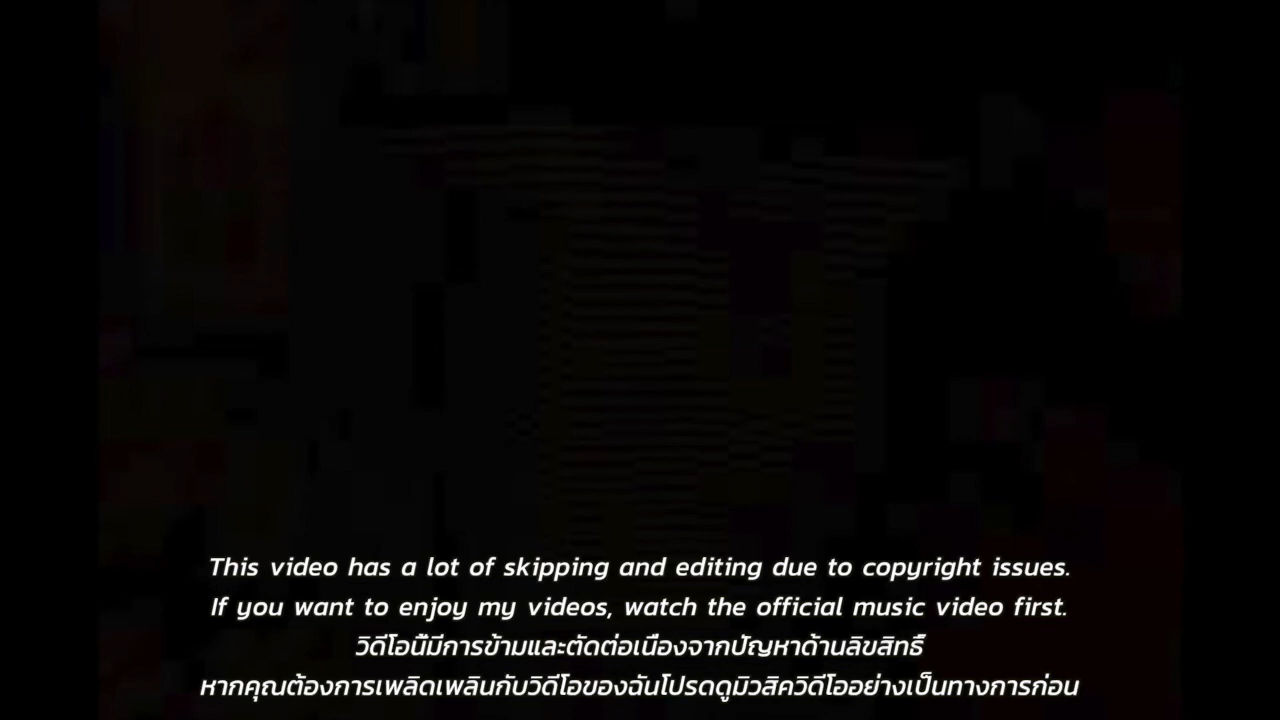 This video has a lot of skipping and editing due to copyright issues.
If you want to enjoy my videos, watch the official music video first.
วิดีโอนี้มีการข้ามและตัดต่อเนื่องจากปัญหาด้านลิขสิทธิ์
หากคุณต้องการเพลิดเพลินกับวิดีโอของฉันโปรดดูมิวสิควิดีโออย่างเป็นทางการก่อน